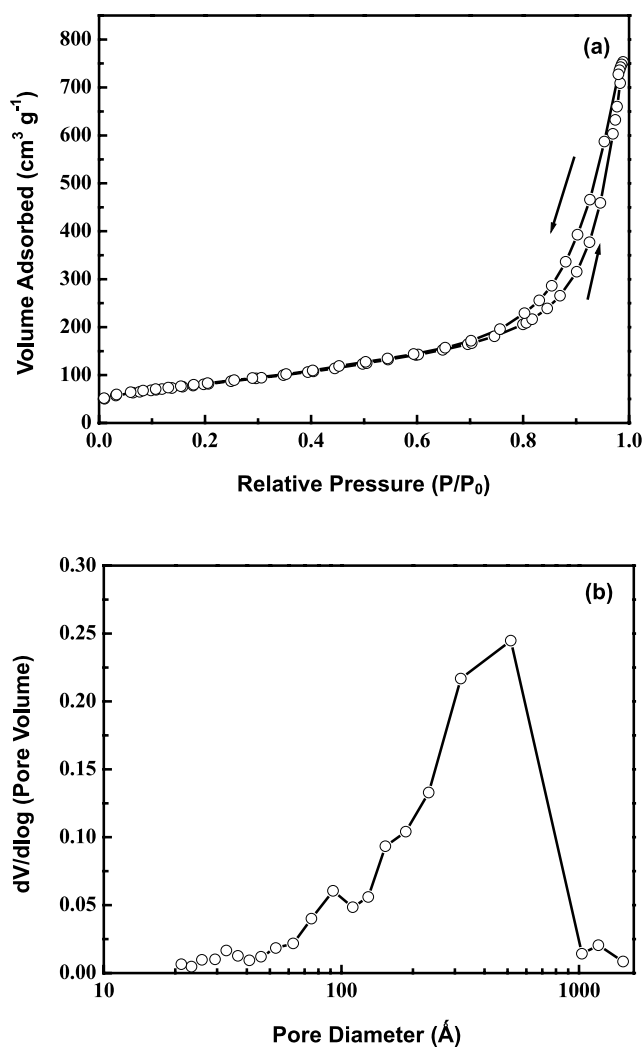 (a)
800
700
600
500
400
300
200
100
0
Volume Adsorbed (cm³ g⁻¹)
0.0 0.2 0.4 0.6 0.8 1.0
Relative Pressure (P/P₀)
(b)
0.30
0.25
0.20
0.15
0.10
0.05
0.00
dV/dlog (Pore Volume)
10 100 1000
Pore Diameter (Ǻ)